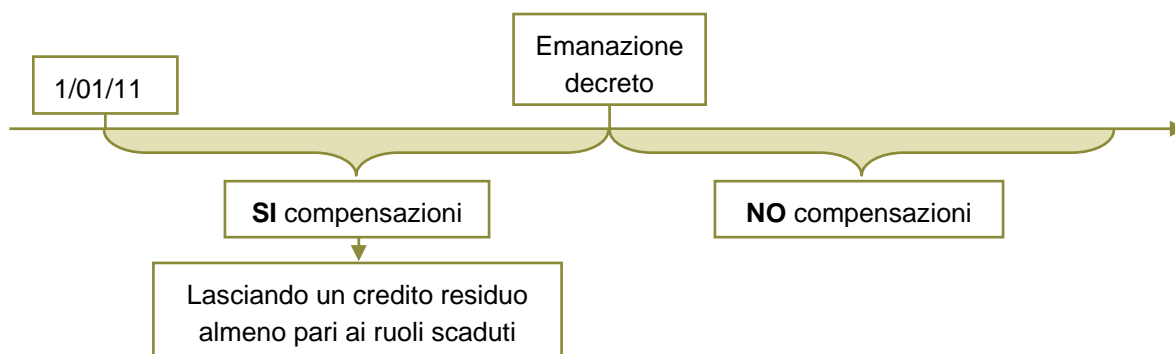 Emanazione
decreto
1/01/11
SI compensazioni
NO compensazioni
Lasciando un credito residuo
almeno pari ai ruoli scaduti